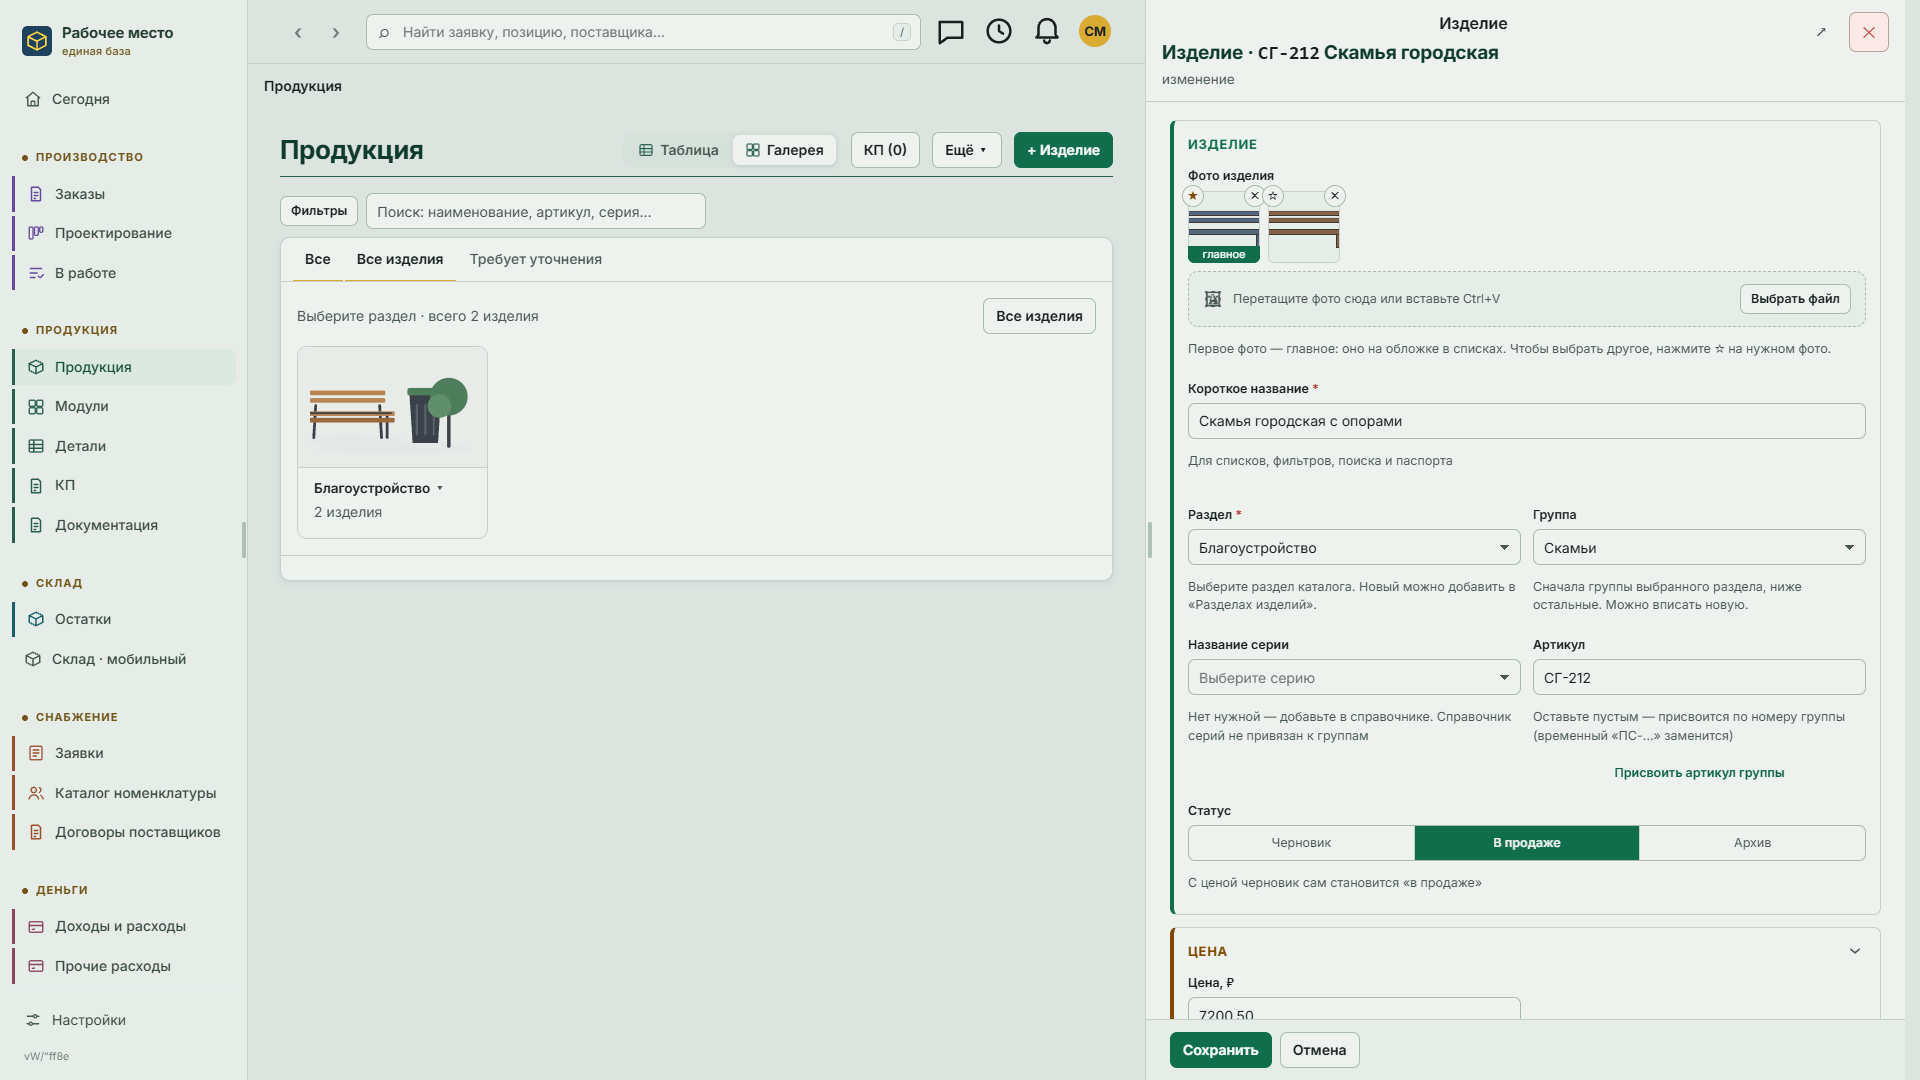 Рабочее место
единая база
Сегодня
ПРОИЗВОДСТВО
Заказы
Проектирование
В работе
ПРОДУКЦИЯ
Продукция
Модули
Детали
КП
Документация
СКЛАД
Остатки
Склад · мобильный
СНАБЖЕНИЕ
Заявки
Каталог номенклатуры
Договоры поставщиков
ДЕНЬГИ
Доходы и расходы
Прочие расходы
Настройки
vW/"ff8e
Найти заявку, позицию, поставщика... /
СМ
Продукция
Продукция
Таблица Галерея КП (0) Ещё + Изделие
Фильтры Поиск: наименование, артикул, серия...
Все Все изделия Требует уточнения
Выберите раздел · всего 2 изделия Все изделия
Благоустройство
2 изделия
Изделие
Изделие · СГ-212 Скамья городская
изменение
ИЗДЕЛИЕ
Фото изделия
главное
Перетащите фото сюда или вставьте Ctrl+V Выбрать файл
Первое фото — главное: оно на обложке в списках. Чтобы выбрать другое, нажмите ☆ на нужном фото.
Короткое название *
Скамья городская с опорами
Для списков, фильтров, поиска и паспорта
Раздел * Группа
Благоустройство Скамьи
Выберите раздел каталога. Новый можно добавить в Сначала группы выбранного раздела, ниже
«Разделах изделий». остальные. Можно вписать новую.
Название серии Артикул
Выберите серию СГ-212
Нет нужной — добавьте в справочнике. Справочник Оставьте пустым — присвоится по номеру группы
серий не привязан к группам (временный «ПС-...» заменится)
Присвоить артикул группы
Статус
Черновик В продаже Архив
С ценой черновик сам становится «в продаже»
ЦЕНА
Цена, ₽
7200,50
Сохранить Отмена